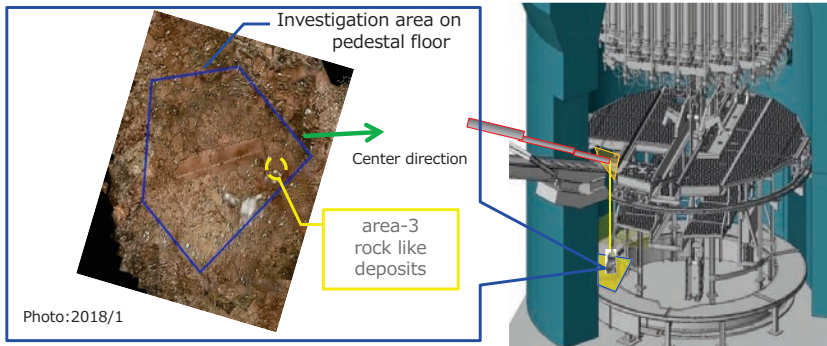 Investigation area on
pedestal floor
Center direction
area-3
rock like
deposits
Photo:2018/1